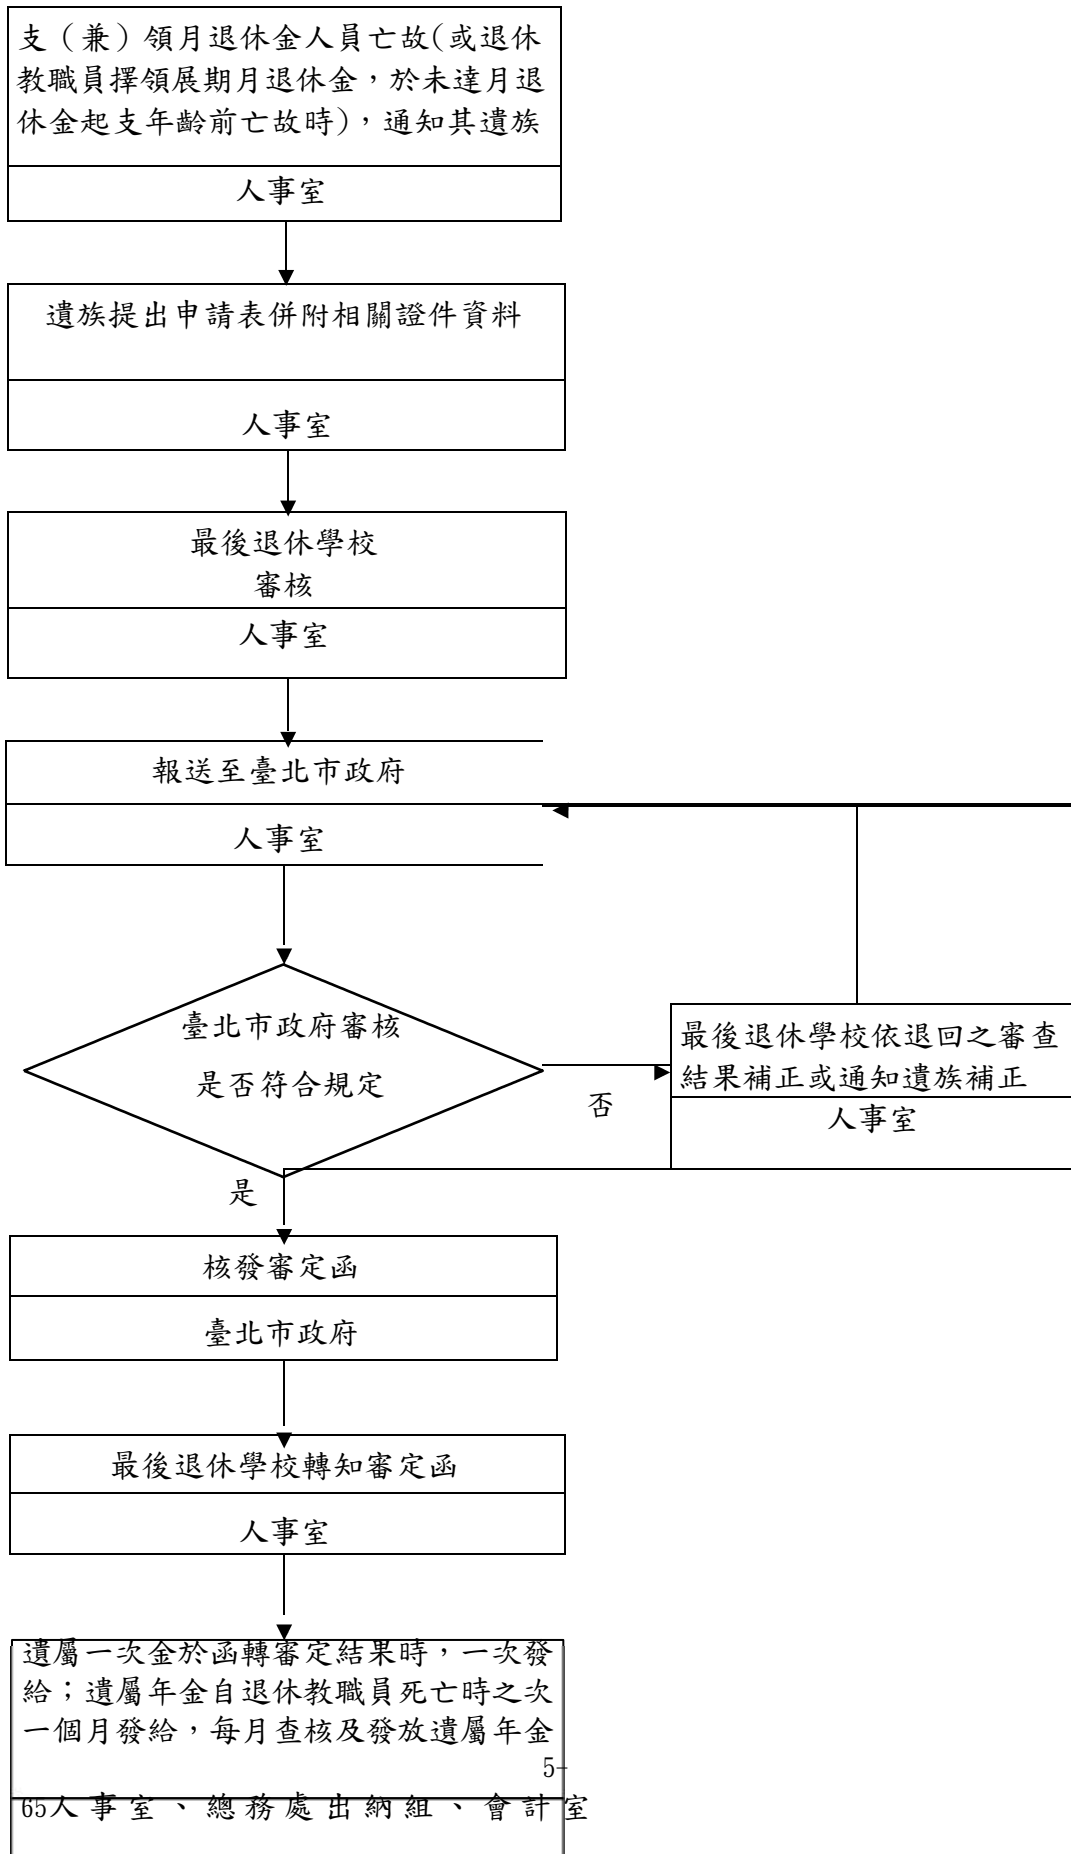 支（兼）領月退休金人員亡故(或退休
教職員擇領展期月退休金，於未達月退
休金起支年齡前亡故時)，通知其遺族
人事室
遺族提出申請表併附相關證件資料
人事室
最後退休學校
審核
人事室
報送至臺北市政府
人事室
臺北市政府審核
是否符合規定
否
最後退休學校依退回之審查
結果補正或通知遺族補正
人事室
是
核發審定函
臺北市政府
最後退休學校轉知審定函
人事室
遺屬一次金於函轉審定結果時，一次發
給；遺屬年金自退休教職員死亡時之次
一個月發給，每月查核及發放遺屬年金
5-
65人事室、總務處出納組、會計室